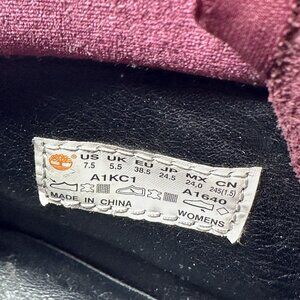 US UK EU JP MX CN
7.5 5.5 38.5 24.5 24.0 245(1.5)
A1KC1 A1640
MADE IN CHINA WOMENS